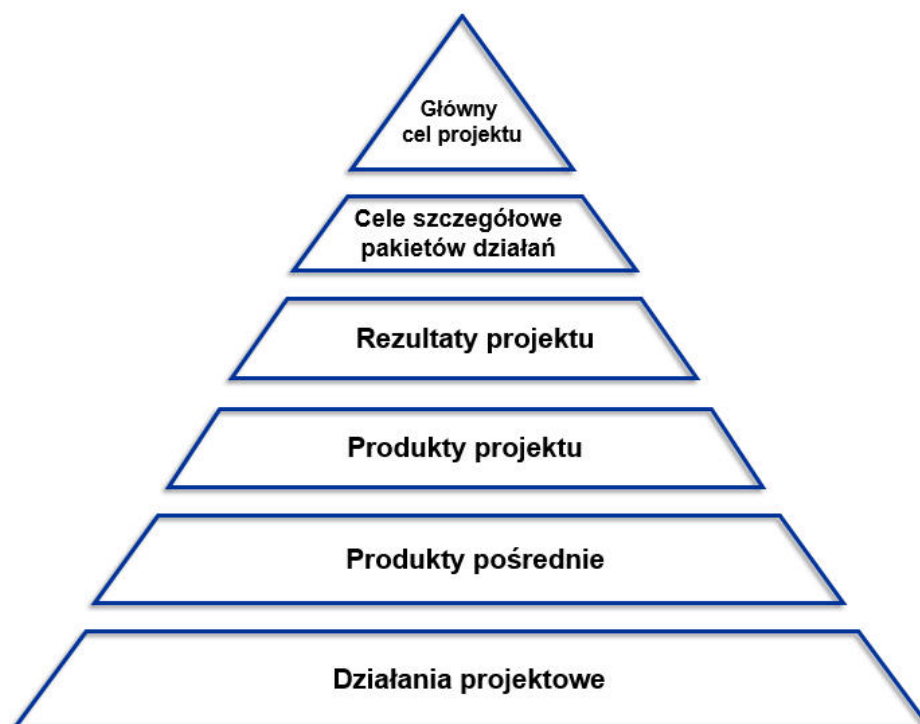 Główny
cel projektu
Cele szczegółowe
pakietów działań
Rezultaty projektu
Produkty projektu
Produkty pośrednie
Działania projektowe